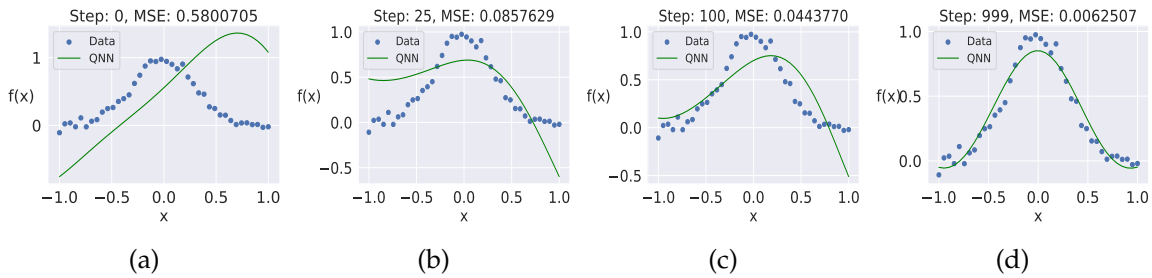 Step: 0, MSE: 0.5800705
Data
QNN
f(x)
1
0
−1.0 −0.5 0.0 0.5 1.0
x
(a)
Step: 25, MSE: 0.0857629
Data
QNN
f(x)
1.0
0.5
0.0
−0.5
−1.0 −0.5 0.0 0.5 1.0
x
(b)
Step: 100, MSE: 0.0443770
Data
QNN
f(x)
1.0
0.5
0.0
−0.5
−1.0 −0.5 0.0 0.5 1.0
x
(c)
Step: 999, MSE: 0.0062507
Data
QNN
f(x)
1.0
0.5
0.0
−1.0 −0.5 0.0 0.5 1.0
x
(d)